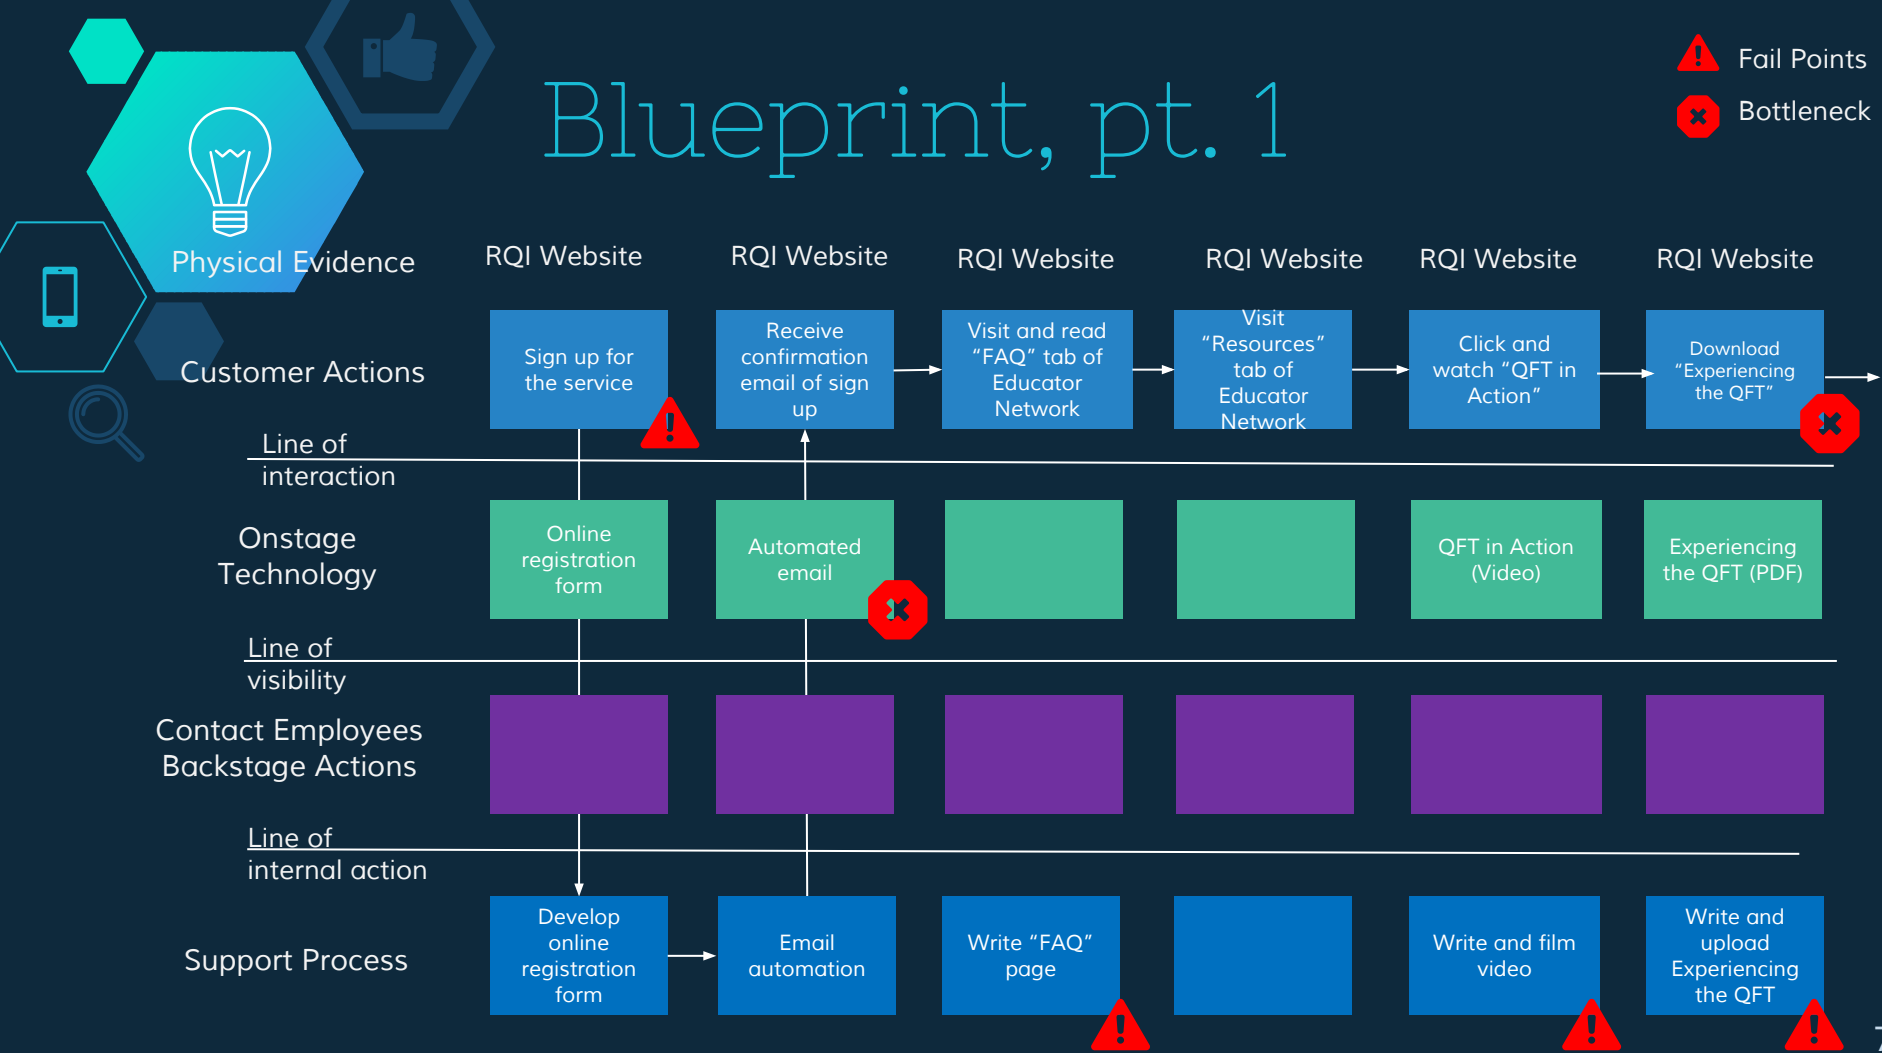 Fail Points
Bottleneck
Blueprint, pt. 1
Physical Evidence
RQI Website
RQI Website
RQI Website
RQI Website
RQI Website
RQI Website
Customer Actions
Sign up for
the service
Receive
confirmation
email of sign
up
Visit and read
“FAQ” tab of
Educator
Network
Visit
“Resources”
tab of
Educator
Network
Click and
watch “QFT in
Action”
Download
“Experiencing
the QFT”
Line of
interaction
Onstage
Technology
Online
registration
form
Automated
email
QFT in Action
(Video)
Experiencing
the QFT (PDF)
Line of
visibility
Contact Employees
Backstage Actions
Line of
internal action
Support Process
Develop
online
registration
form
Email
automation
Write “FAQ”
page
Write and film
video
Write and
upload
Experiencing
the QFT